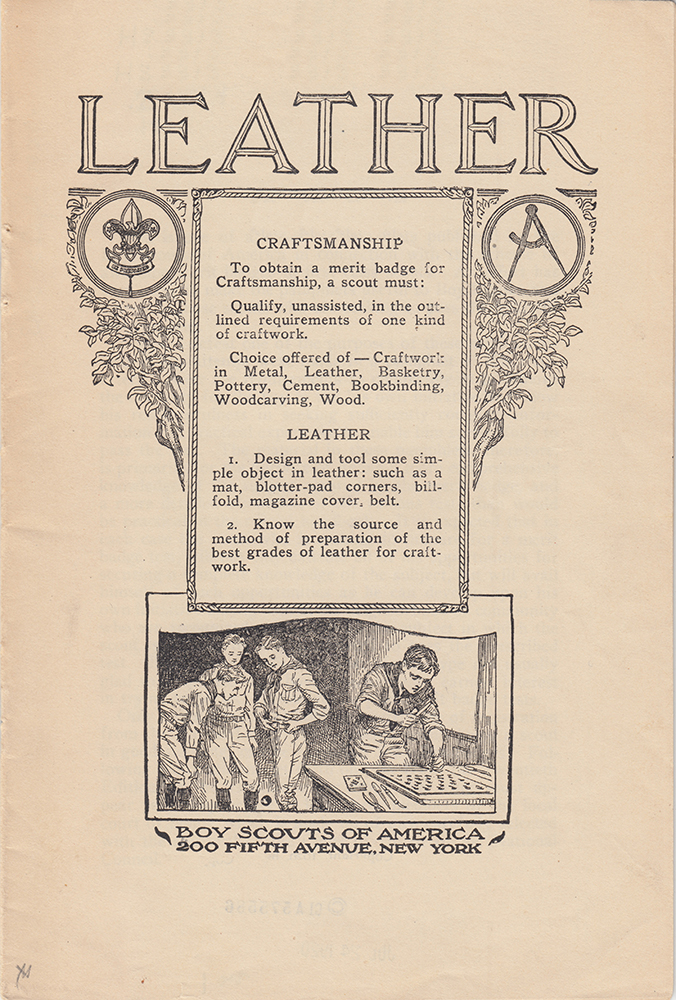 LEATHER
CRAFTSMANSHIP
To obtain a merit badge for
Craftsmanship, a scout must:
Qualify, unassisted, in the out-
lined requirements of one kind
of craftwork.
Choice offered of — Craftwork
in Metal, Leather, Basketry,
Pottery, Cement, Bookbinding,
Woodcarving, Wood.
LEATHER
1. Design and tool some sim-
ple object in leather: such as a
mat, blotter-pad corners, bill-
fold, magazine cover, belt.
2. Know the source and
method of preparation of the
best grades of leather for craft-
work.
BOY SCOUTS OF AMERICA
200 FIFTH AVENUE, NEW YORK